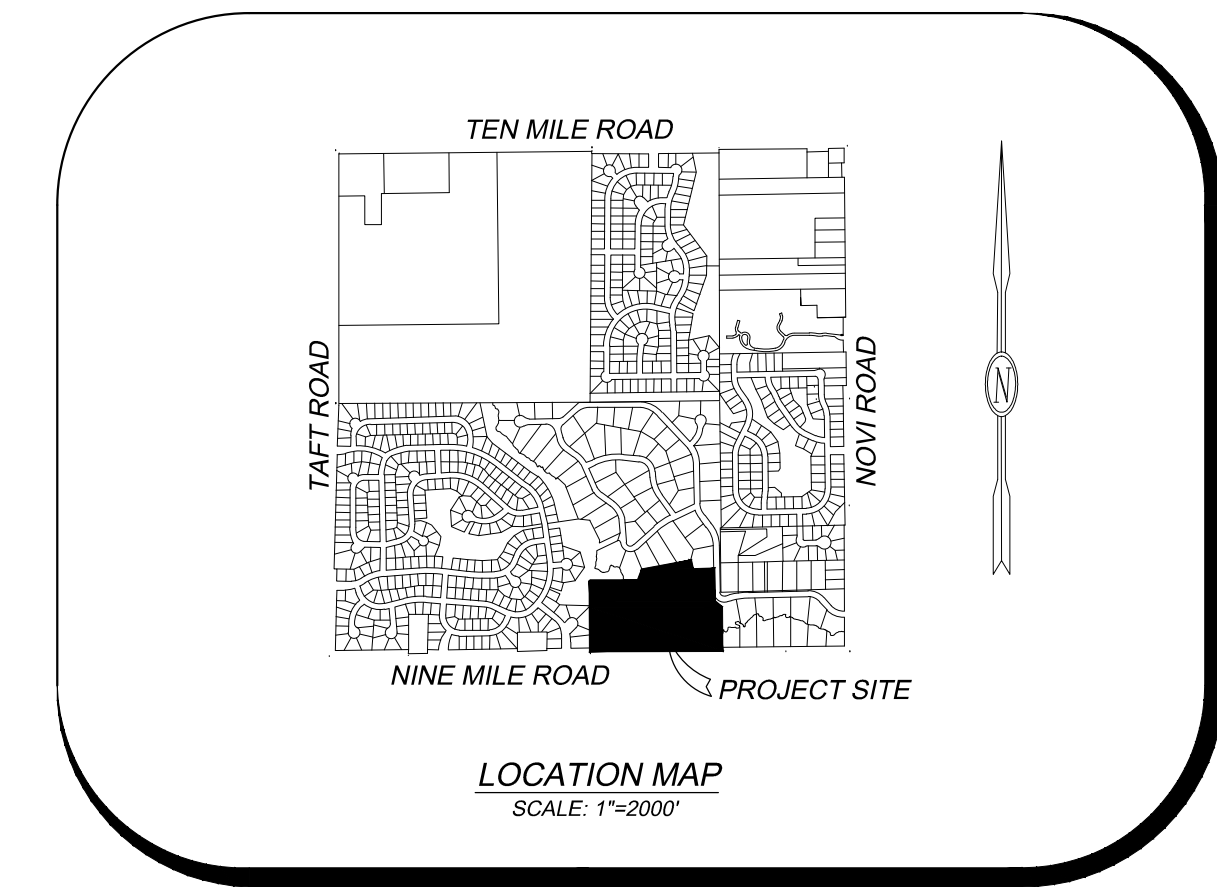 TEN MILE ROAD
TAFT ROAD
NOVI ROAD
N
NINE MILE ROAD
PROJECT SITE
LOCATION MAP
SCALE: 1"=2000'